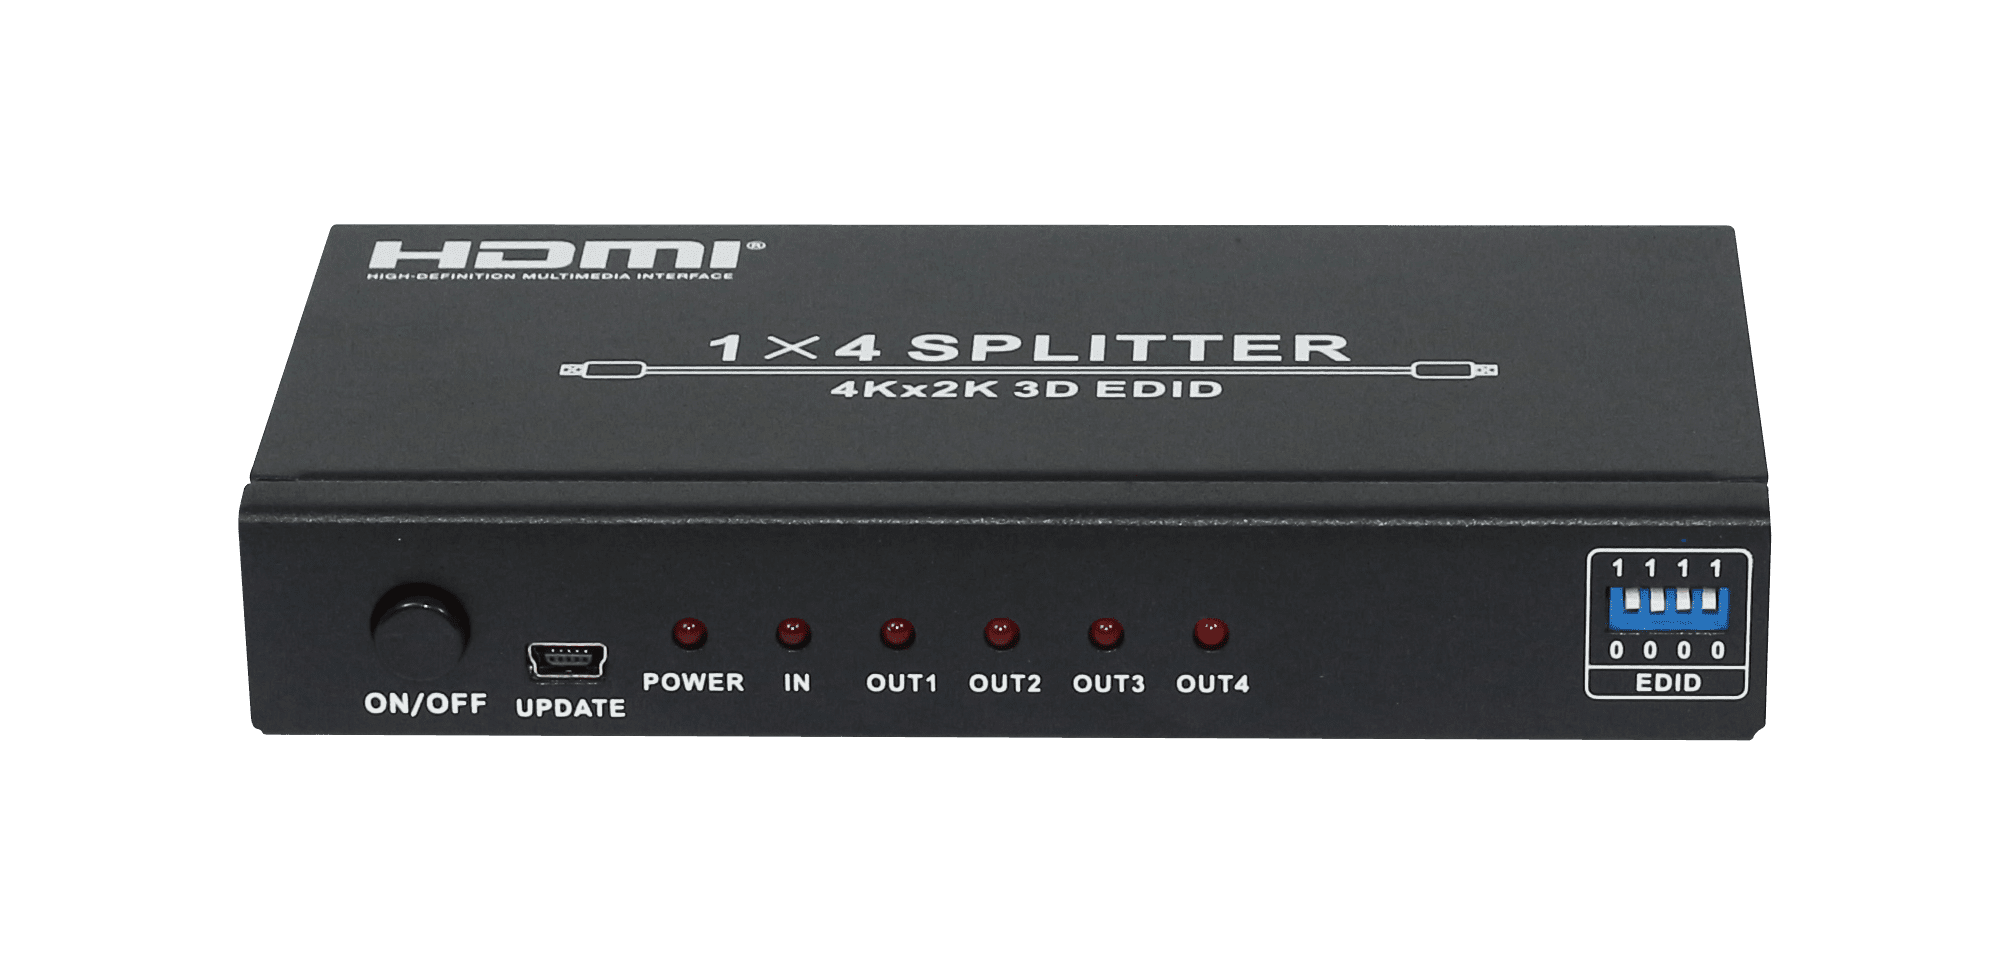 HDMI®
HIGH-DEFINITION MULTIMEDIA INTERFACE
1×4 SPLITTER
4Kx2K 3D EDID
1 1 1 1
0 0 0 0
EDID
ON/OFF
UPDATE
POWER
IN
OUT1
OUT2
OUT3
OUT4